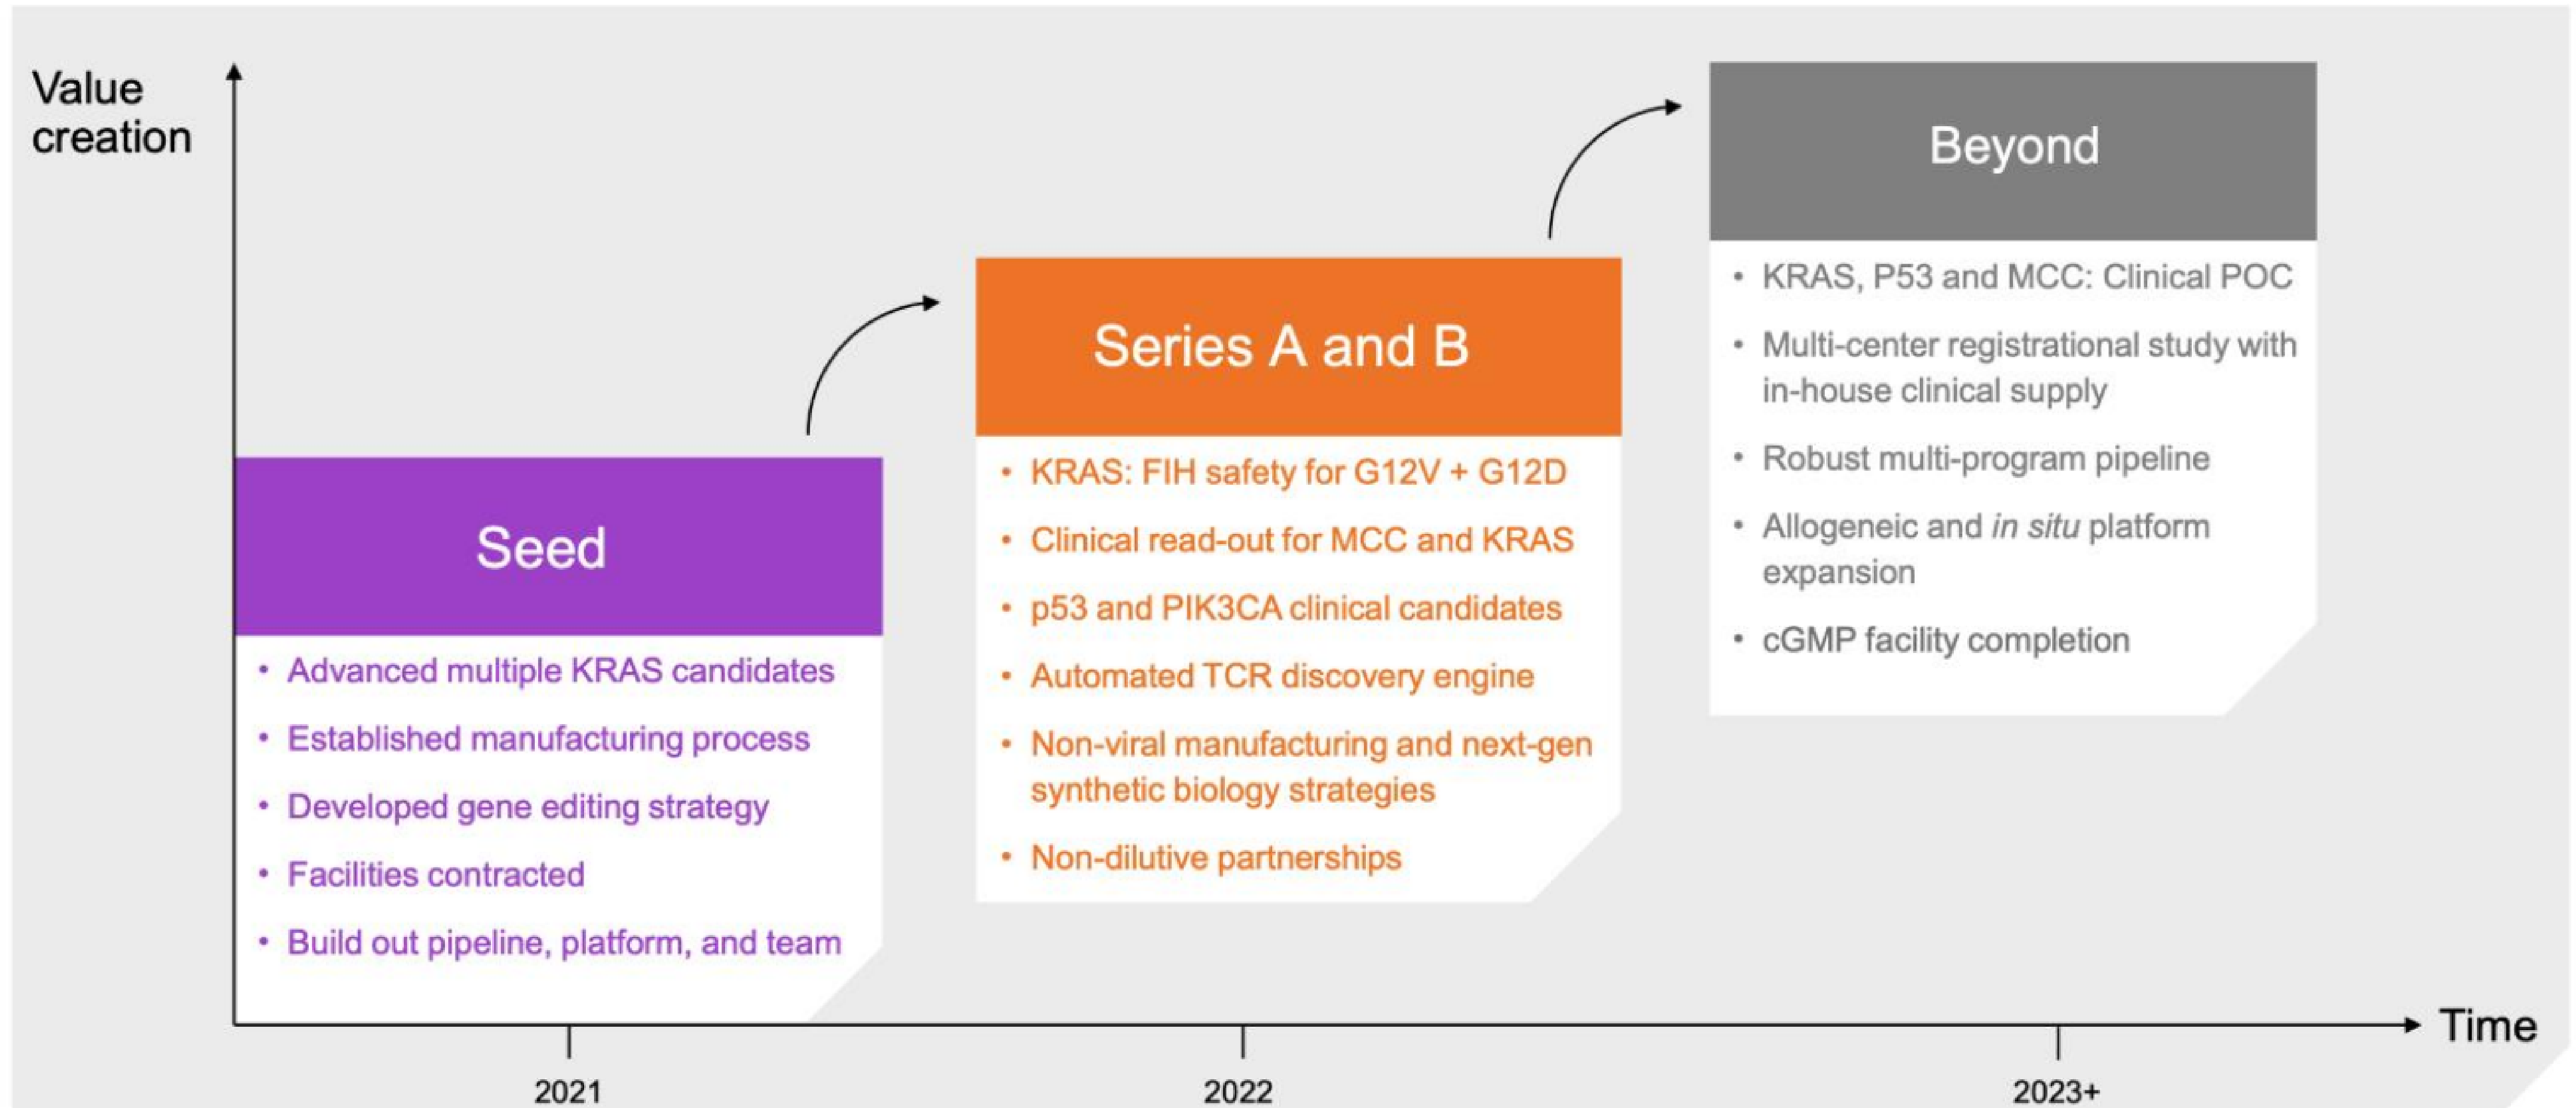 Value
creation
Seed
• Advanced multiple KRAS candidates
• Established manufacturing process
• Developed gene editing strategy
• Facilities contracted
• Build out pipeline, platform, and team
Series A and B
• KRAS: FIH safety for G12V + G12D
• Clinical read-out for MCC and KRAS
• p53 and PIK3CA clinical candidates
• Automated TCR discovery engine
• Non-viral manufacturing and next-gen
synthetic biology strategies
• Non-dilutive partnerships
Beyond
• KRAS, P53 and MCC: Clinical POC
• Multi-center registrational study with
in-house clinical supply
• Robust multi-program pipeline
• Allogeneic and in situ platform
expansion
• cGMP facility completion
Time
2021
2022
2023+